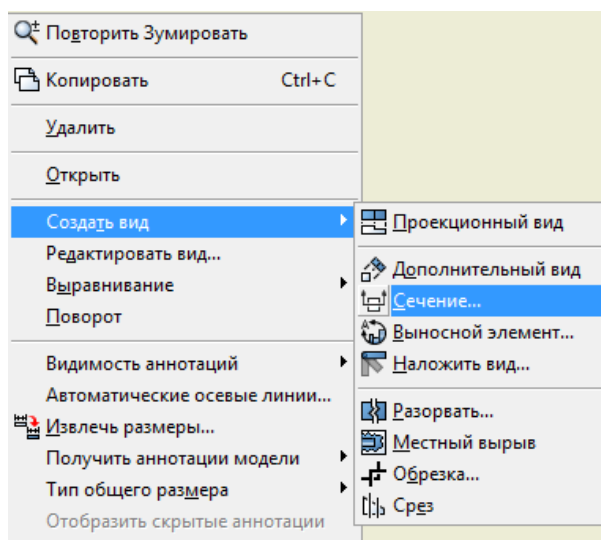 Повторить Зумировать
Копировать Ctrl+C
Удалить
Открыть
Создать вид
Редактировать вид...
Выравнивание
Поворот
Видимость аннотаций
Автоматические осевые линии...
Извлечь размеры...
Получить аннотации модели
Тип общего размера
Отобразить скрытые аннотации
Проекционный вид
Дополнительный вид
Сечение...
Выносной элемент...
Наложить вид...
Разорвать...
Местный вырыв
Обрезка...
Срез